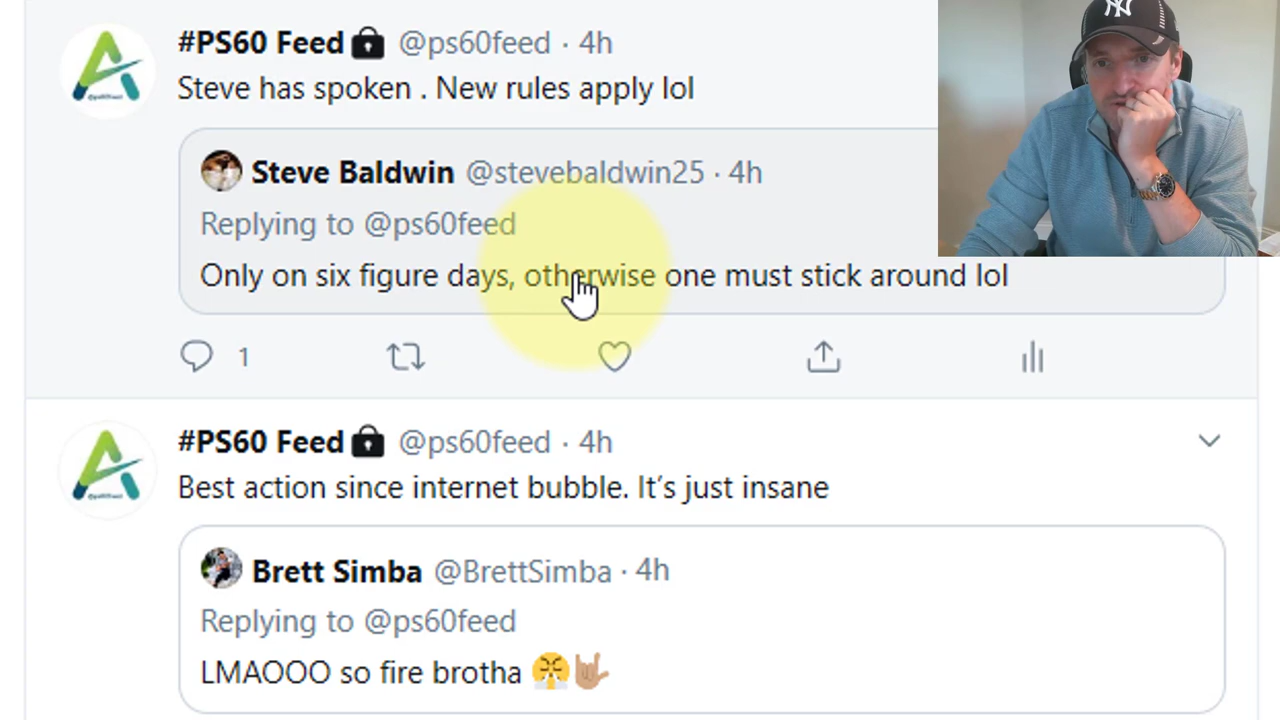 #PS60 Feed @ps60feed · 4h
Steve has spoken . New rules apply lol
Steve Baldwin @stevebaldwin25 · 4h
Replying to @ps60feed
Only on six figure days, otherwise one must stick around lol
1
#PS60 Feed @ps60feed · 4h
Best action since internet bubble. It’s just insane
Brett Simba @BrettSimba · 4h
Replying to @ps60feed
LMAOOO so fire brotha 😤🤟🏽